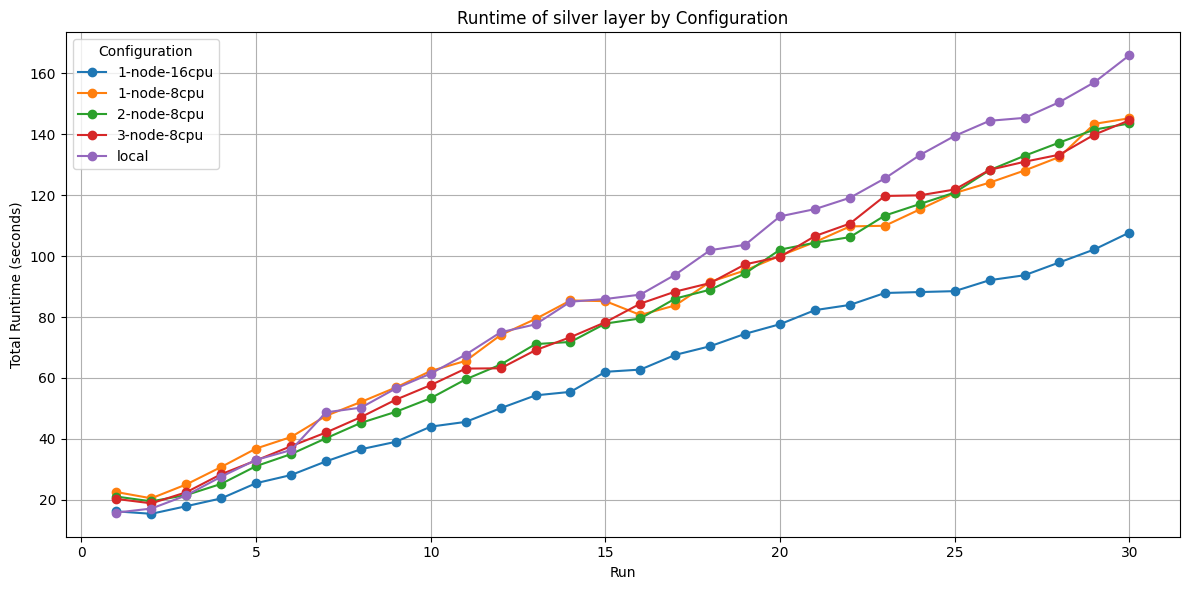 Runtime of silver layer by Configuration
Configuration
1-node-16cpu
1-node-8cpu
2-node-8cpu
3-node-8cpu
local
Total Runtime (seconds)
160
140
120
100
80
60
40
20
0 5 10 15 20 25 30
Run